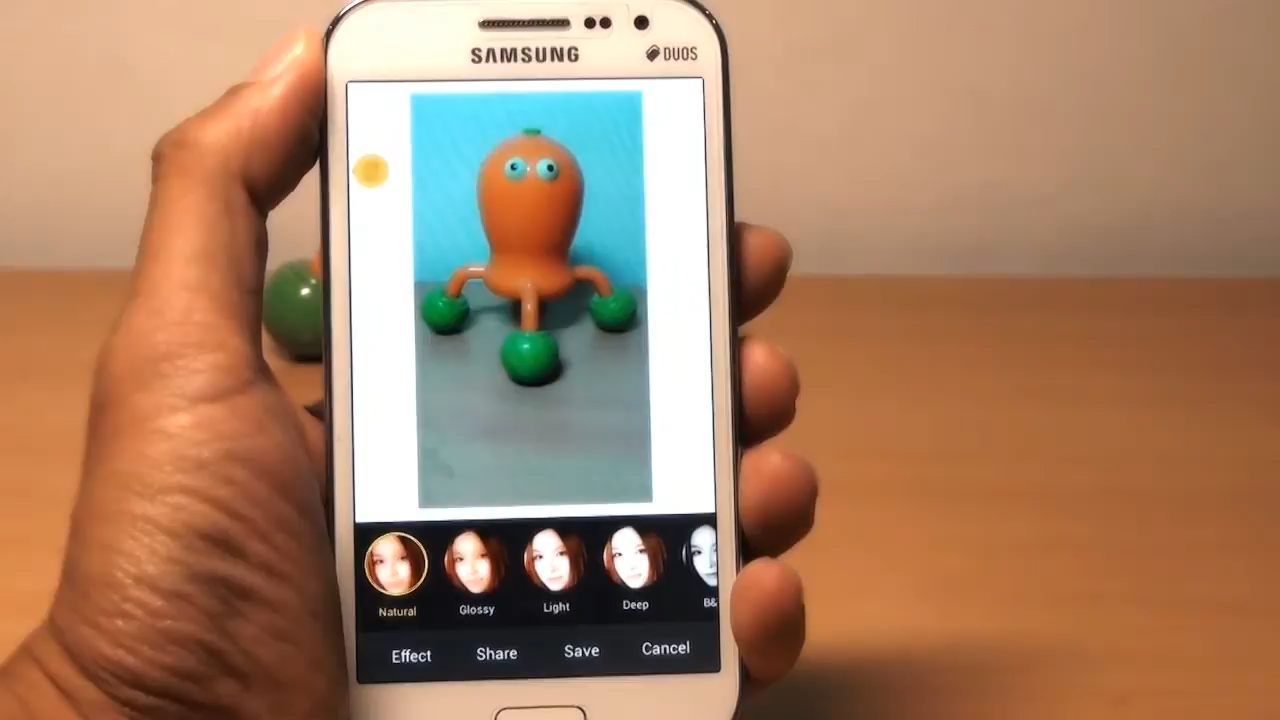 SAMSUNG
DUOS
Natural Glossy Light Deep B&
Effect Share Save Cancel